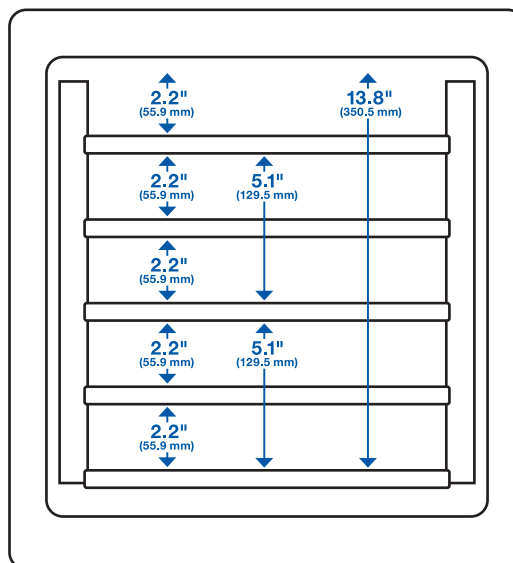 2.2"
(55.9 mm)
13.8"
(350.5 mm)
2.2"
(55.9 mm)
5.1"
(129.5 mm)
2.2"
(55.9 mm)
2.2"
(55.9 mm)
5.1"
(129.5 mm)
2.2"
(55.9 mm)